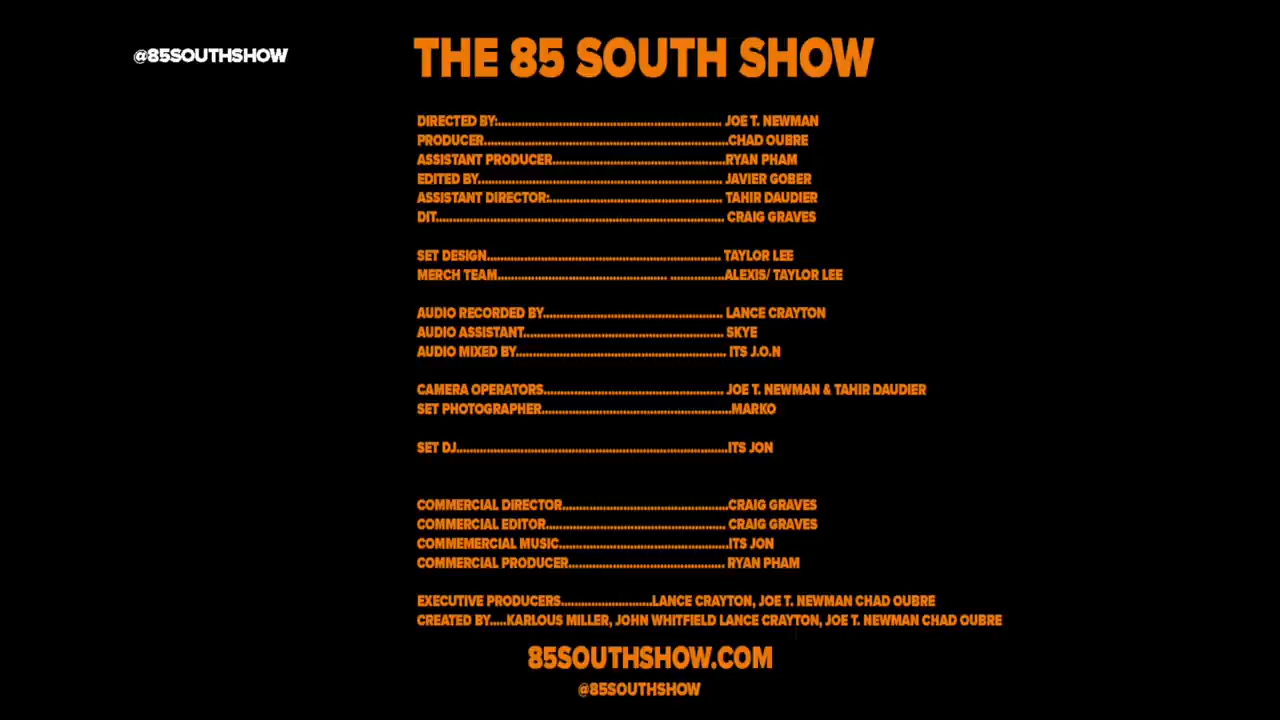 @85SOUTHSHOW
THE 85 SOUTH SHOW
DIRECTED BY:.................................................................. JOE T. NEWMAN
PRODUCER........................................................................CHAD OUBRE
ASSISTANT PRODUCER...................................................RYAN PHAM
EDITED BY........................................................................ JAVIER GOBER
ASSISTANT DIRECTOR:................................................... TAHIR DAUDIER
DIT..................................................................................... CRAIG GRAVES
SET DESIGN..................................................................... TAYLOR LEE
MERCH TEAM.................................................. ................ALEXIS/ TAYLOR LEE
AUDIO RECORDED BY..................................................... LANCE CRAYTON
AUDIO ASSISTANT........................................................... SKYE
AUDIO MIXED BY.............................................................. ITS J.O.N
CAMERA OPERATORS..................................................... JOE T. NEWMAN & TAHIR DAUDIER
SET PHOTOGRAPHER........................................................MARKO
SET DJ................................................................................ITS JON
COMMERCIAL DIRECTOR.................................................CRAIG GRAVES
COMMERCIAL EDITOR..................................................... CRAIG GRAVES
COMMEMERCIAL MUSIC..................................................ITS JON
COMMERCIAL PRODUCER.............................................. RYAN PHAM
EXECUTIVE PRODUCERS...........................LANCE CRAYTON, JOE T. NEWMAN CHAD OUBRE
CREATED BY.....KARLOUS MILLER, JOHN WHITFIELD LANCE CRAYTON, JOE T. NEWMAN CHAD OUBRE
85SOUTHSHOW.COM
@85SOUTHSHOW